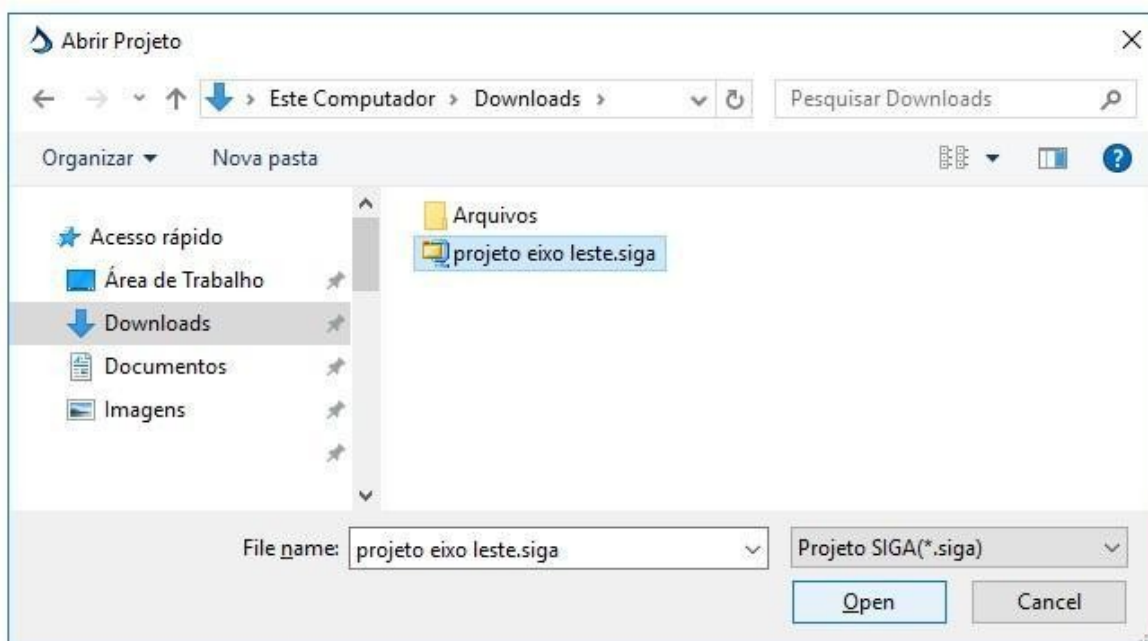 Abrir Projeto
Este Computador > Downloads >
Pesquisar Downloads
Organizar
Nova pasta
Acesso rápido
Área de Trabalho
Downloads
Documentos
Imagens
Arquivos
projeto eixo leste.siga
File name: projeto eixo leste.siga
Projeto SIGA(*.siga)
Open
Cancel